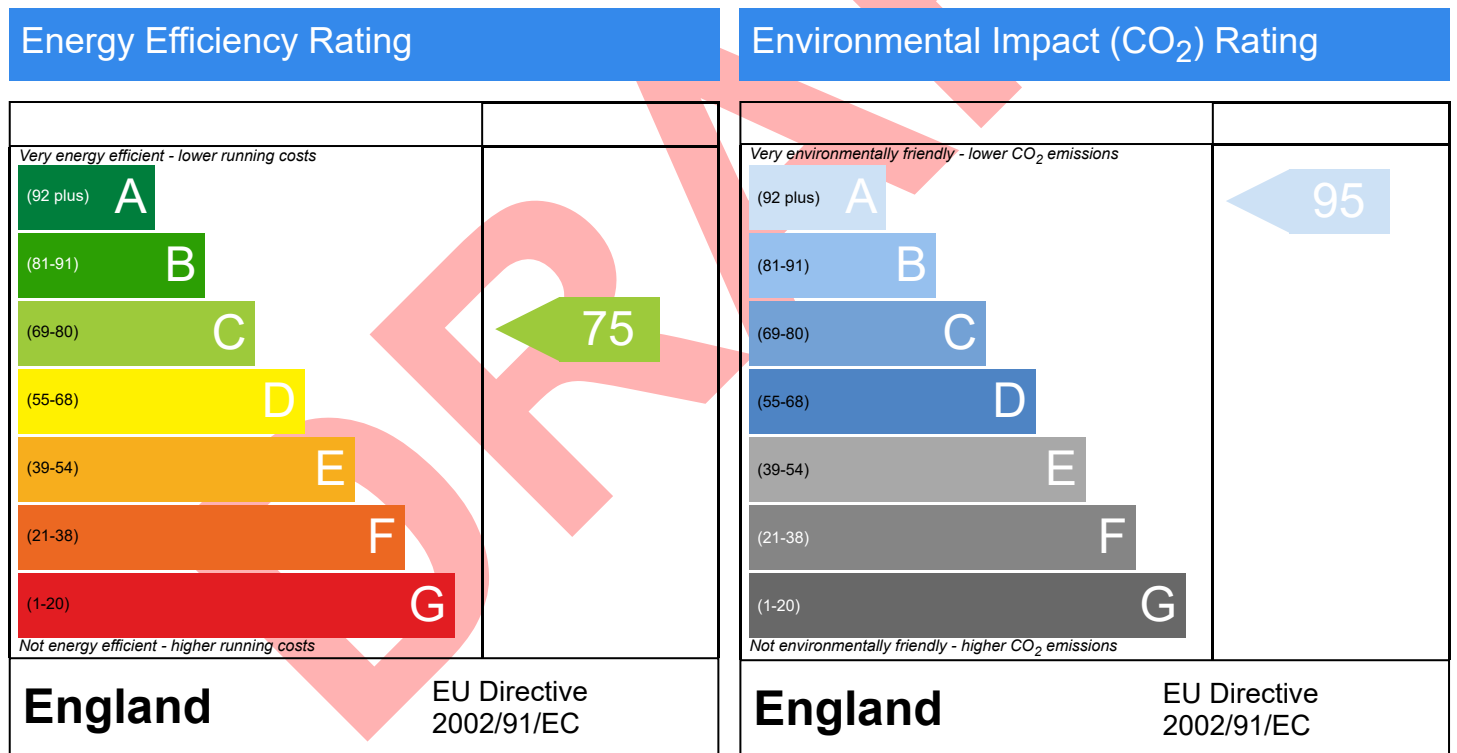 Energy Efficiency Rating
Very energy efficient - lower running costs
(92 plus) A
(81-91) B
(69-80) C
75
(55-68) D
(39-54) E
(21-38) F
(1-20) G
Not energy efficient - higher running costs
England
EU Directive
2002/91/EC
Environmental Impact (CO₂) Rating
Very environmentally friendly - lower CO₂ emissions
(92 plus) A
95
(81-91) B
(69-80) C
(55-68) D
(39-54) E
(21-38) F
(1-20) G
Not environmentally friendly - higher CO₂ emissions
England
EU Directive
2002/91/EC